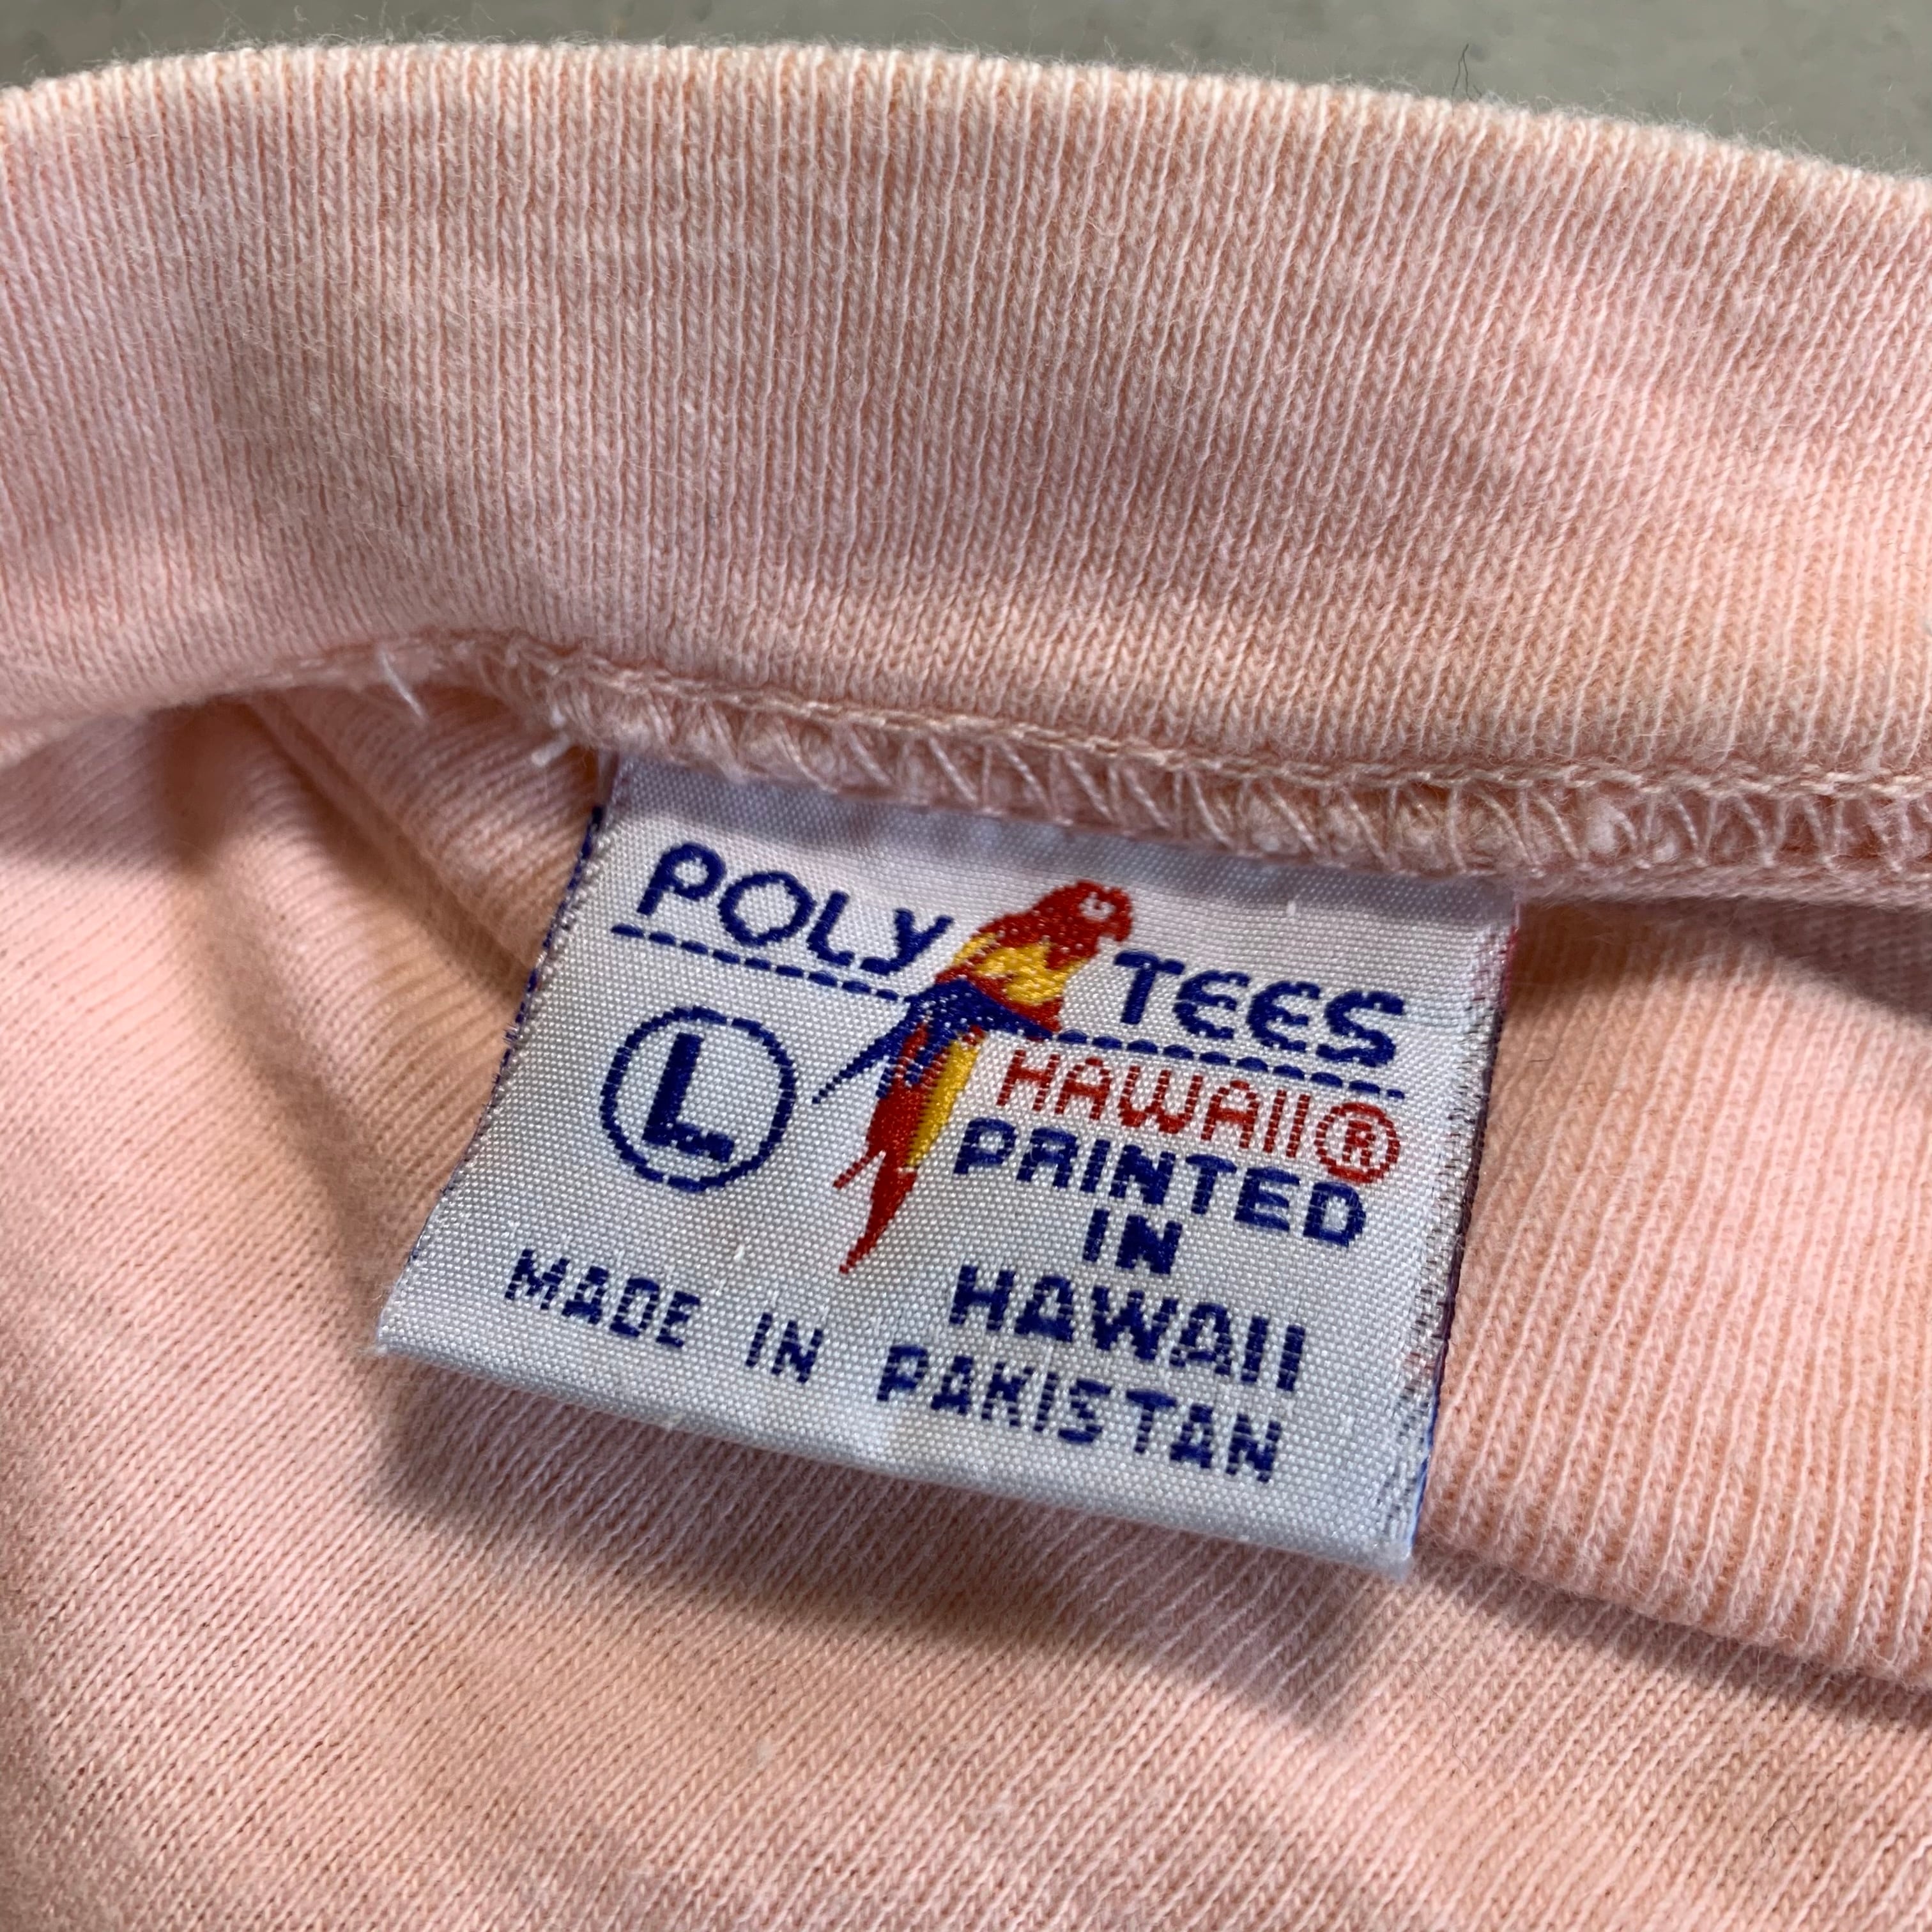 POLY TEES
L
HAWAII®
PRINTED
IN
HAWAII
MADE IN PAKISTAN